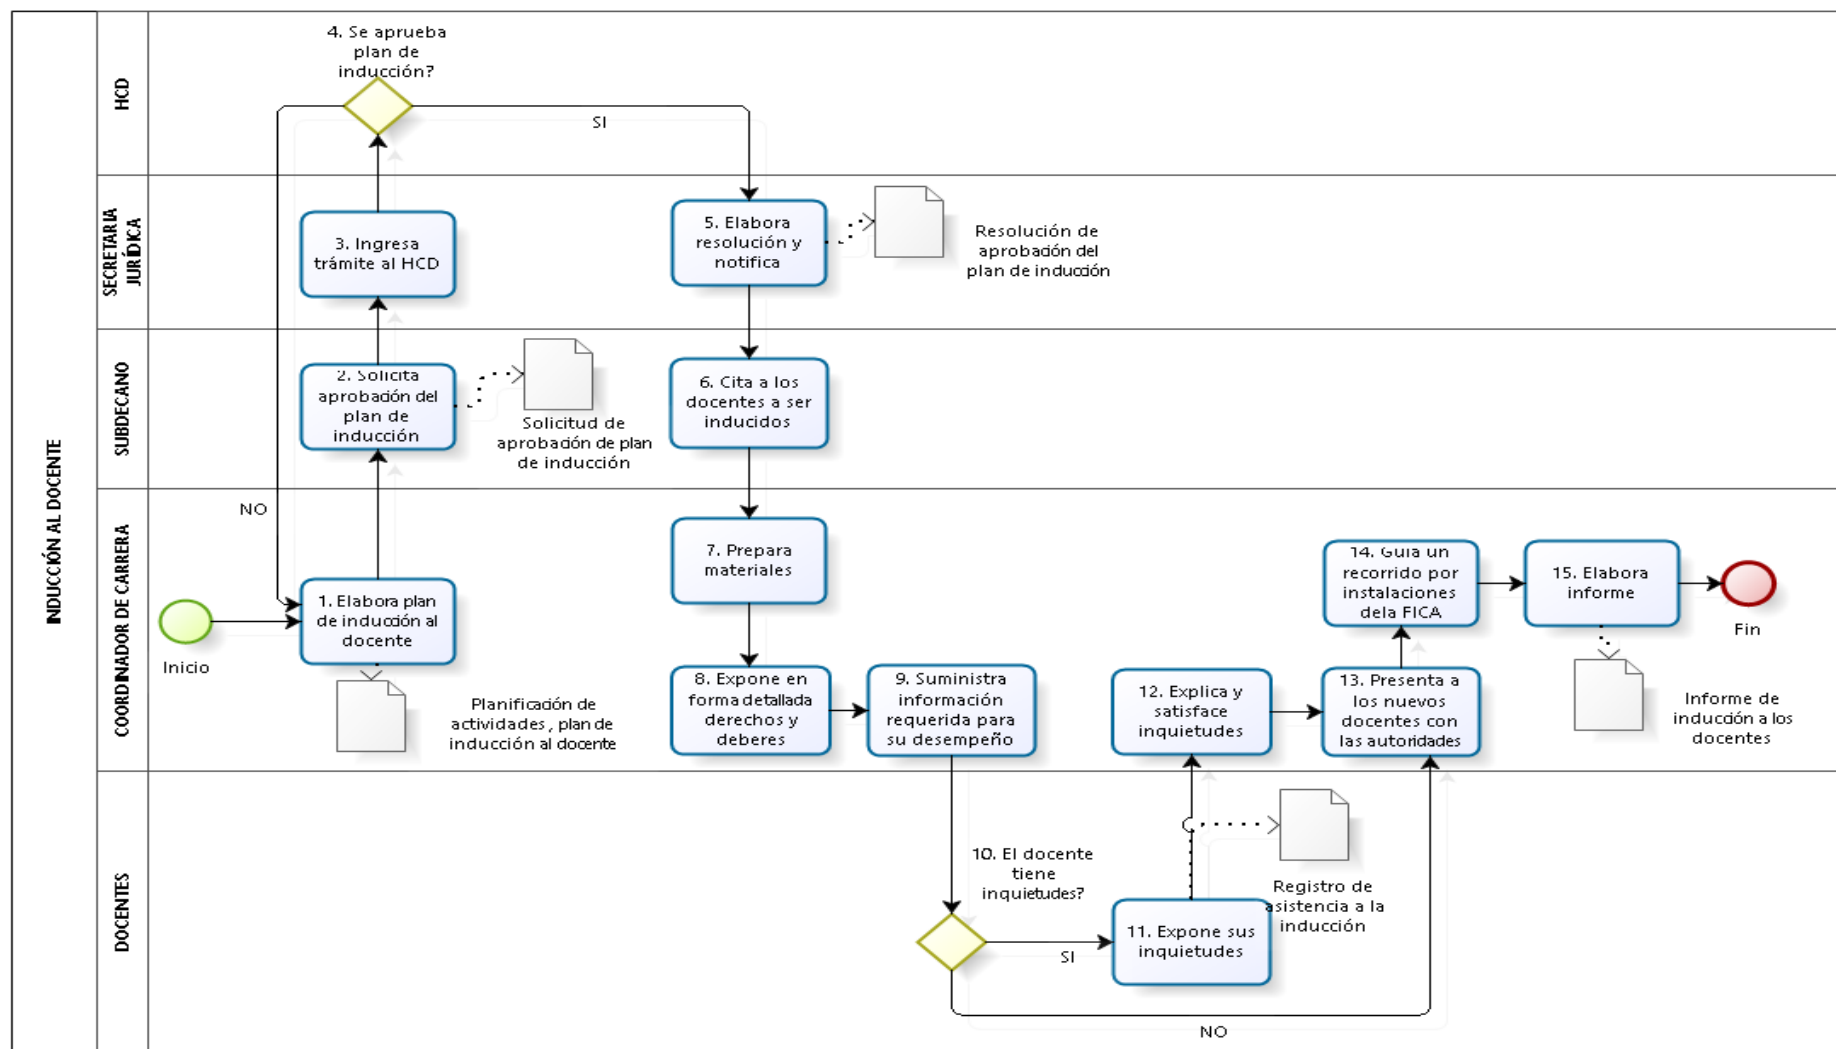 INDUCCIÓN AL DOCENTE
HCD
4. Se aprueba
plan de
inducción?
SI
SECRETARIA
JURÍDICA
3. Ingresa
trámite al HCD
5. Elabora
resolución y
notifica
Resolución de
aprobación del
plan de inducción
SUBDECANO
2. Solicita
aprobación del
plan de
inducción
Solicitud de
aprobación de plan
de inducción
6. Cita a los
docentes a ser
inducidos
COORDINADOR DE CARRERA
NO
Inicio
1. Elabora plan
de inducción al
docente
Planificación de
actividades, plan de
inducción al docente
7. Prepara
materiales
8. Expone en
forma detallada
derechos y
deberes
9. Suministra
información
requerida para
su desempeño
12. Explica y
satisface
inquietudes
13. Presenta a
los nuevos
docentes con
las autoridades
14. Guía un
recorrido por
instalaciones
dela FICA
15. Elabora
informe
Fin
Informe de
inducción a los
docentes
DOCENTES
10. El docente
tiene
inquietudes?
SI
11. Expone sus
inquietudes
Registro de
asistencia a la
inducción
NO